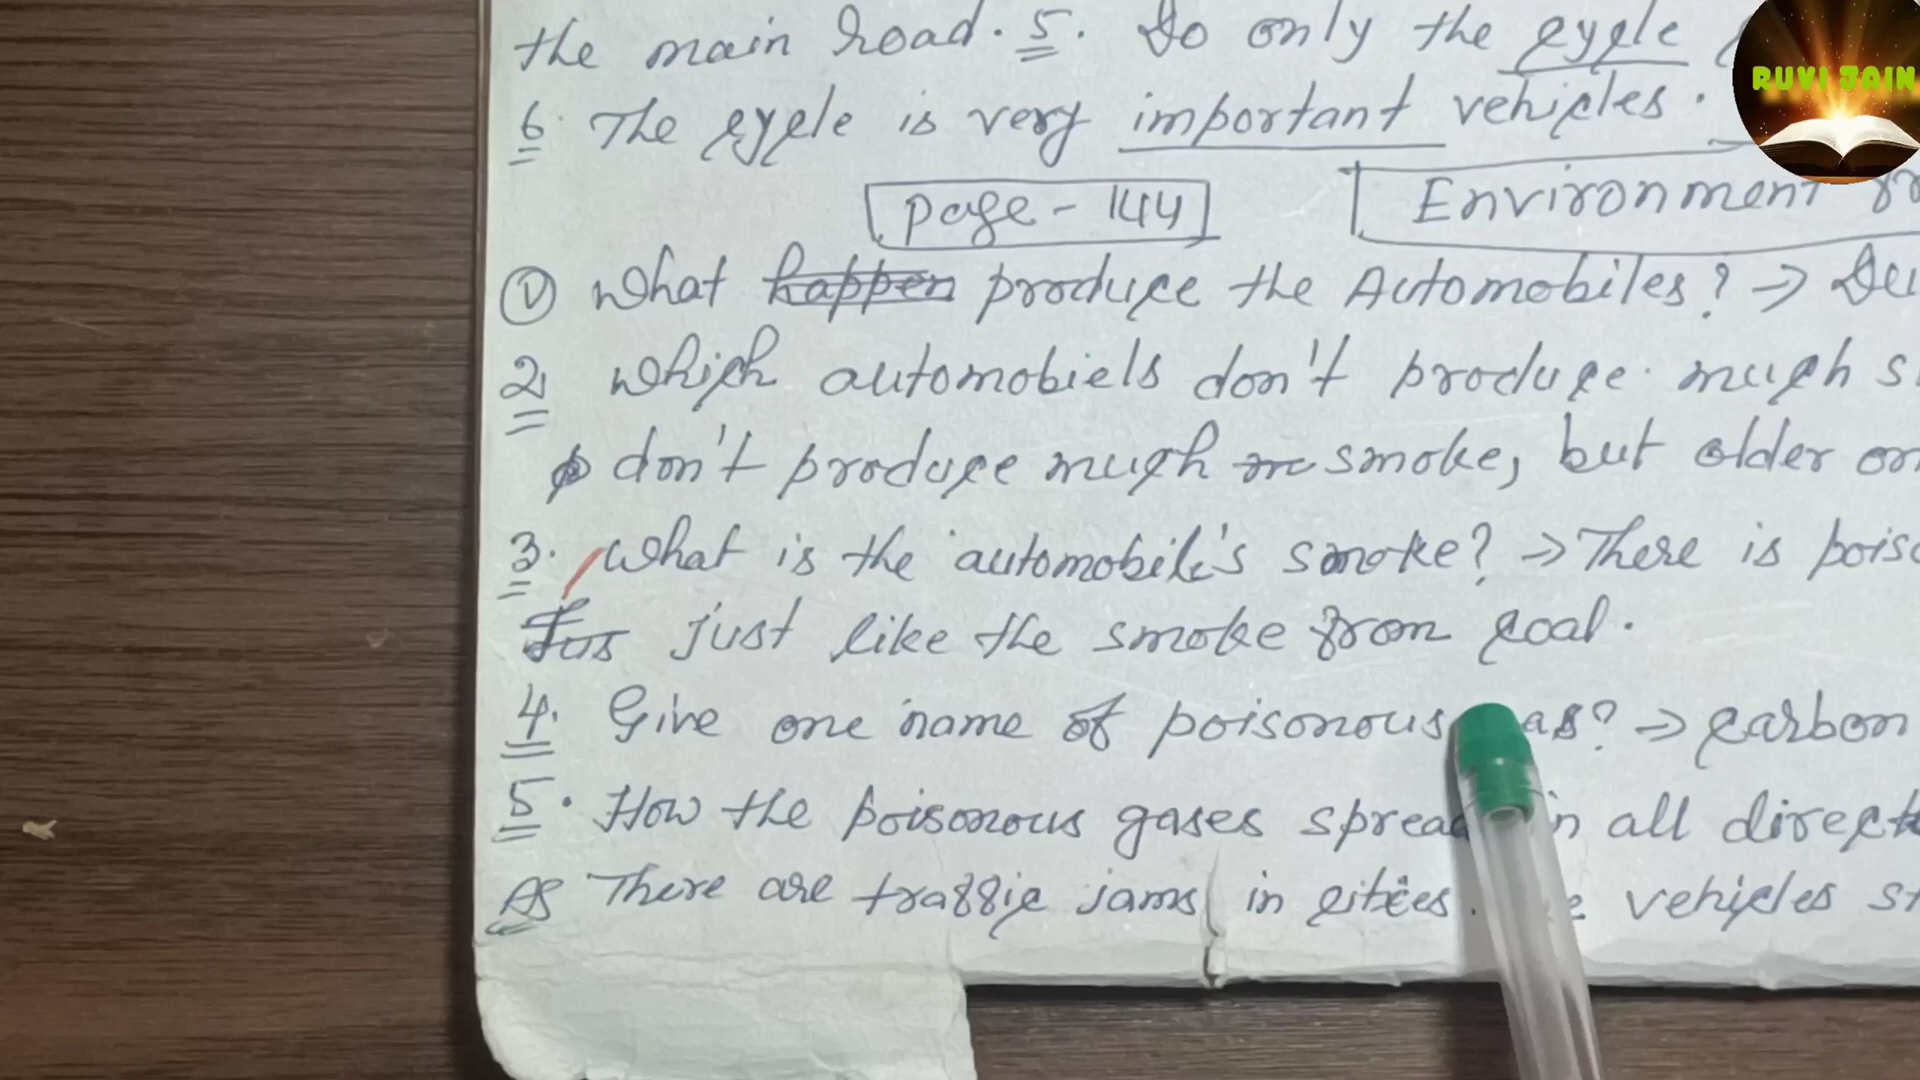 the main road. 5. So only the cycle
6. The cycle is very important vehicles.
RUVI JAIN
Page - 144
Environment
1 What happen produce the Automobiles? →
2. Which automobiels don't produce much
don't produce much smoke, but older or
3. What is the automobile's smoke? → There is
just like the smoke from coal.
4. Give one name of poisonous as? → carbon
5. How the poisonous gases spread in all
As There are traffic jams in cities. vehicles